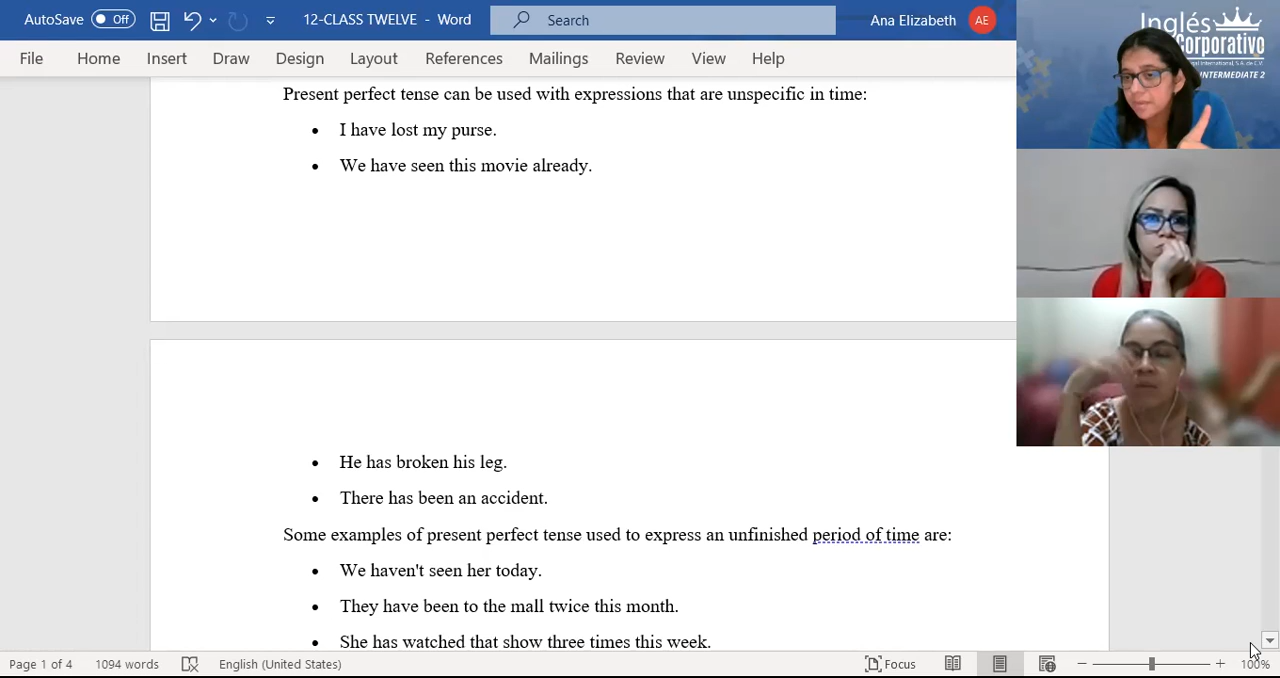 AutoSave Off 12-CLASS TWELVE - Word Search Ana Elizabeth AE
File Home Insert Draw Design Layout References Mailings Review View Help
Inglés
Corporativo
INTERMEDIATE 2
Present perfect tense can be used with expressions that are unspecific in time:
• I have lost my purse.
• We have seen this movie already.
• He has broken his leg.
• There has been an accident.
Some examples of present perfect tense used to express an unfinished period of time are:
• We haven't seen her today.
• They have been to the mall twice this month.
• She has watched that show three times this week.
Page 1 of 4 1094 words English (United States) Focus 100%